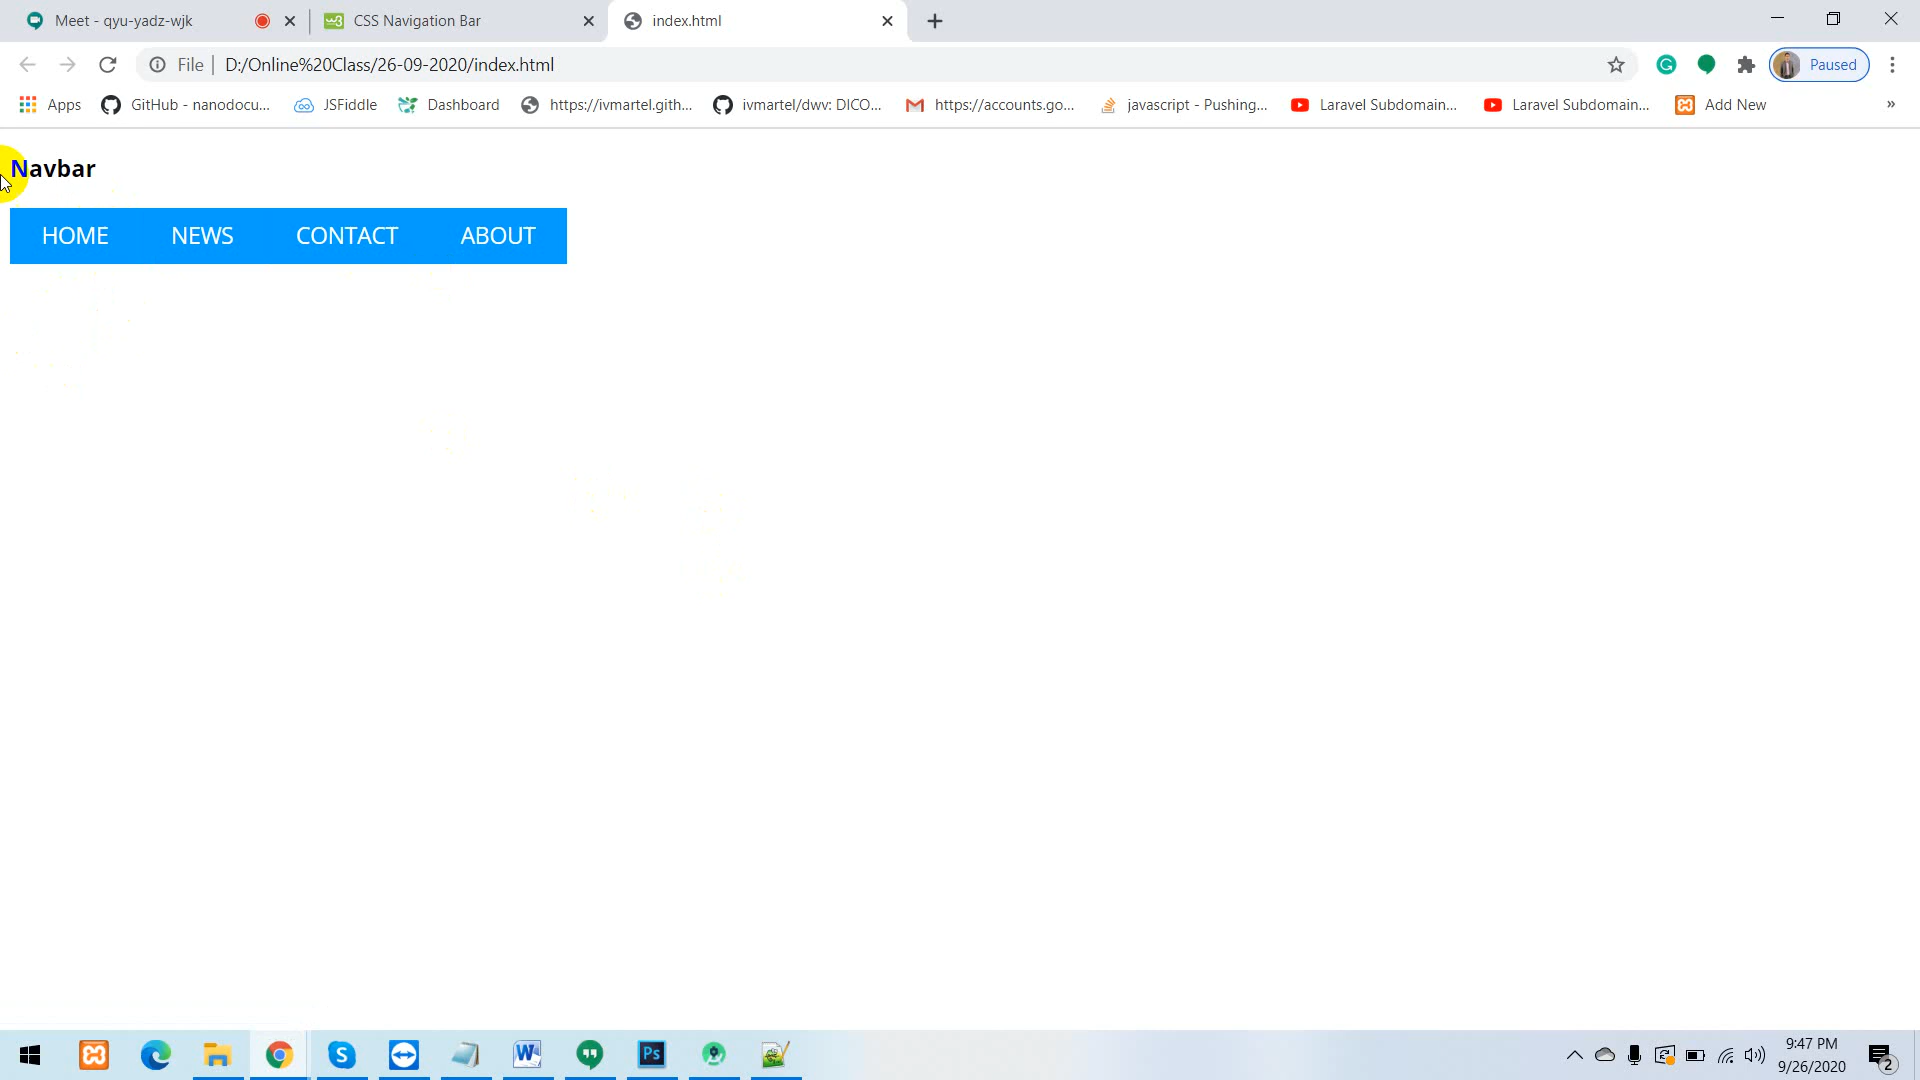 Meet - qyu-yadz-wjk
CSS Navigation Bar
index.html
File
D:/Online%20Class/26-09-2020/index.html
Paused
Apps
GitHub - nanodocu...
JSFiddle
Dashboard
https://ivmartel.gith...
ivmartel/dwv: DICO...
https://accounts.go...
javascript - Pushing...
Laravel Subdomain...
Laravel Subdomain...
Add New
»
Navbar
HOME NEWS CONTACT ABOUT
9:47 PM
9/26/2020
2